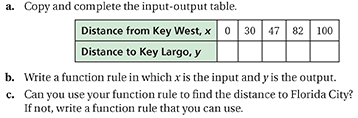 a. Copy and complete the input-output table.
Distance from Key West, x 0 30 47 82 100
Distance to Key Largo, y
b. Write a function rule in which x is the input and y is the output.
c. Can you use your function rule to find the distance to Florida City?
If not, write a function rule that you can use.